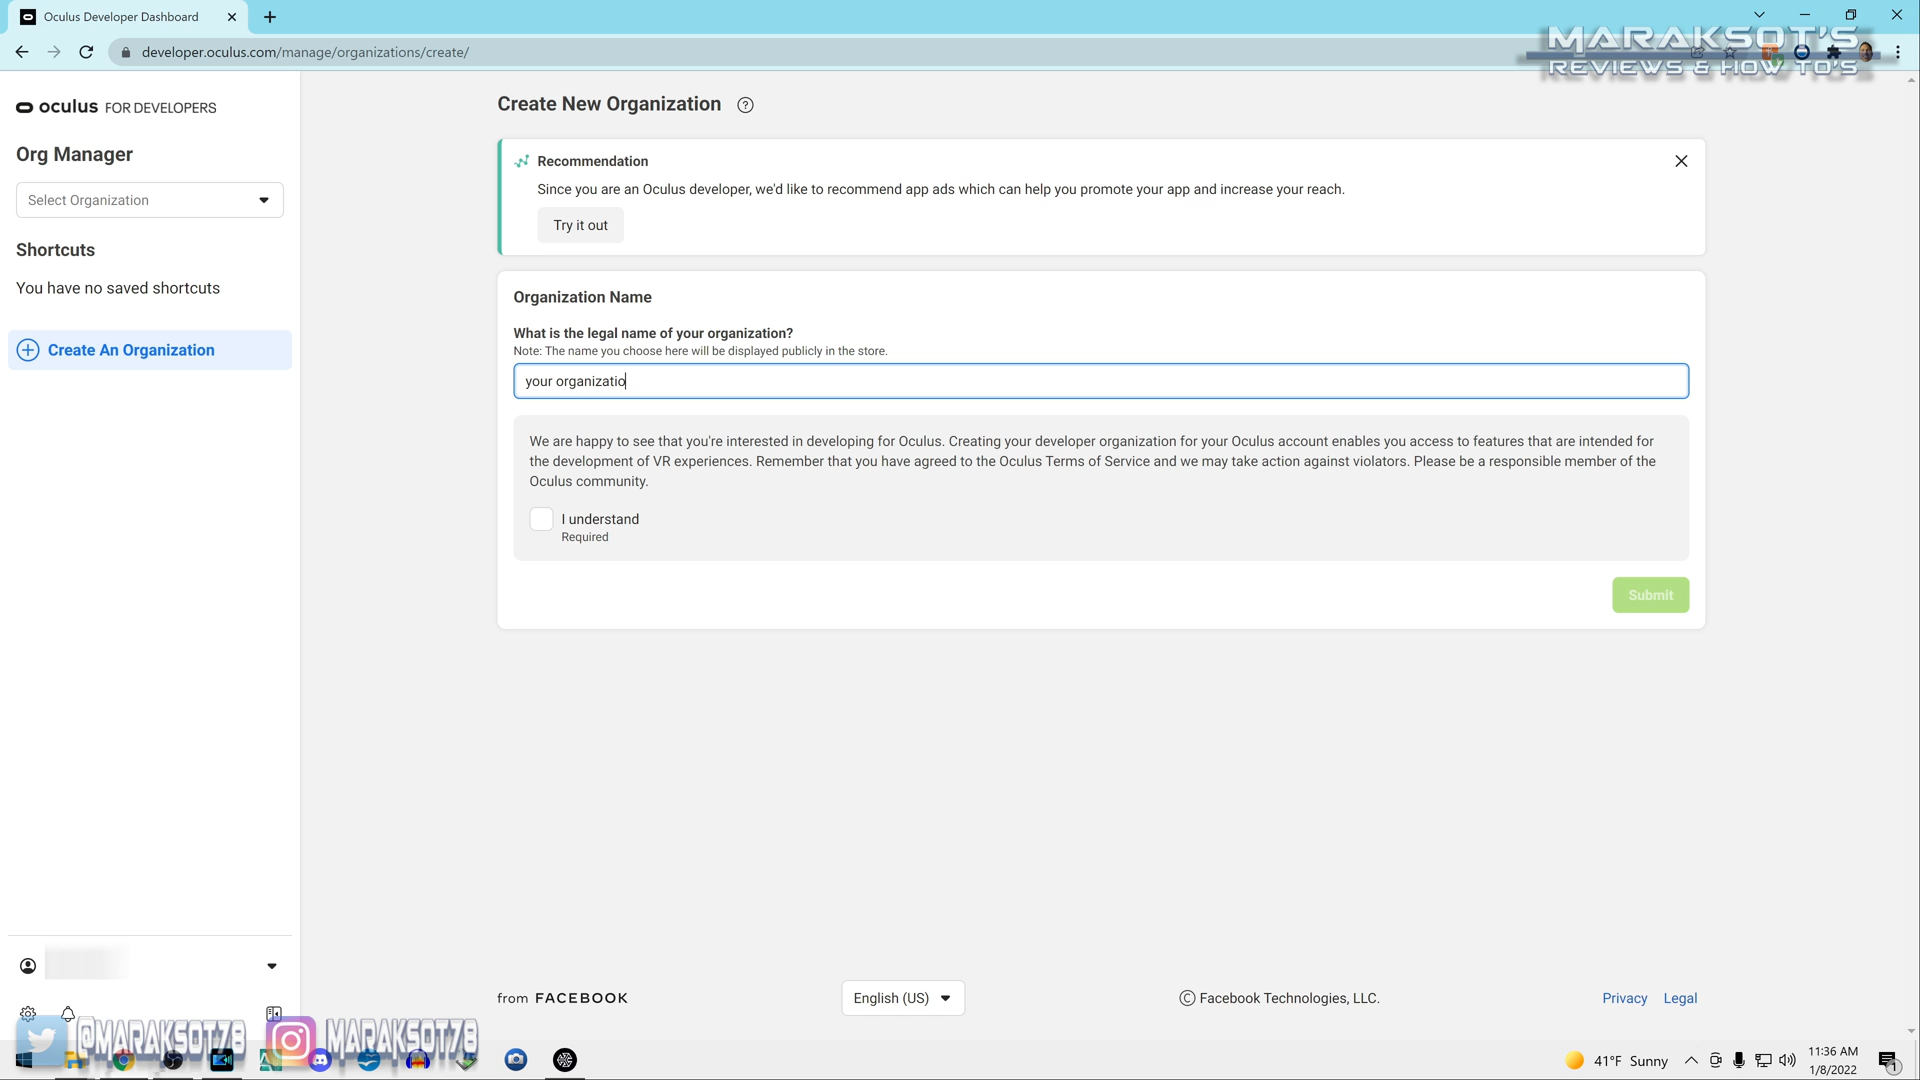 Oculus Developer Dashboard
developer.oculus.com/manage/organizations/create/
MARAKSOT'S
REVIEWS & HOW TO'S
oculus FOR DEVELOPERS
Org Manager
Select Organization
Shortcuts
You have no saved shortcuts
Create An Organization
Create New Organization
Recommendation
Since you are an Oculus developer, we'd like to recommend app ads which can help you promote your app and increase your reach.
Try it out
Organization Name
What is the legal name of your organization?
Note: The name you choose here will be displayed publicly in the store.
your organizatio
We are happy to see that you're interested in developing for Oculus. Creating your developer organization for your Oculus account enables you access to features that are intended for
the development of VR experiences. Remember that you have agreed to the Oculus Terms of Service and we may take action against violators. Please be a responsible member of the
Oculus community.
I understand
Required
Submit
from FACEBOOK
English (US)
© Facebook Technologies, LLC.
Privacy
Legal
@MARAKSOT78
MARAKSOT78
41°F Sunny
11:36 AM
1/8/2022
1